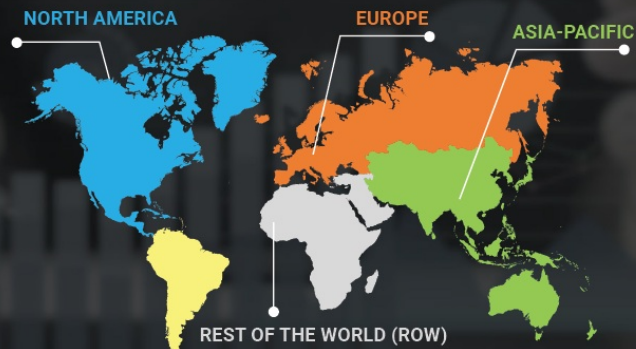 NORTH AMERICA
EUROPE
ASIA-PACIFIC
REST OF THE WORLD (ROW)